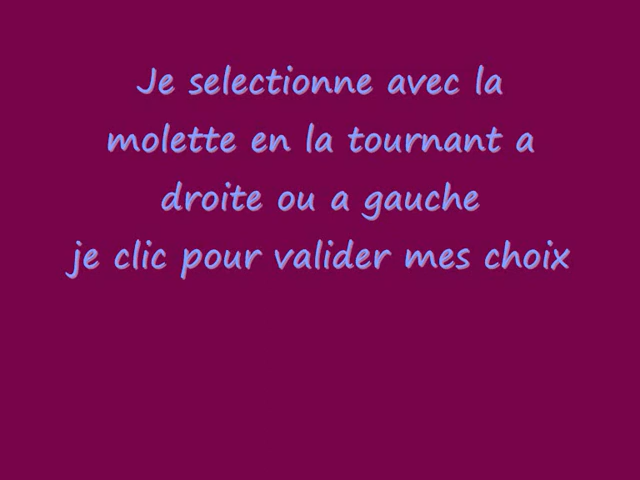 Je selectionne avec la
molette en la tournant a
droite ou a gauche
je clic pour valider mes choix